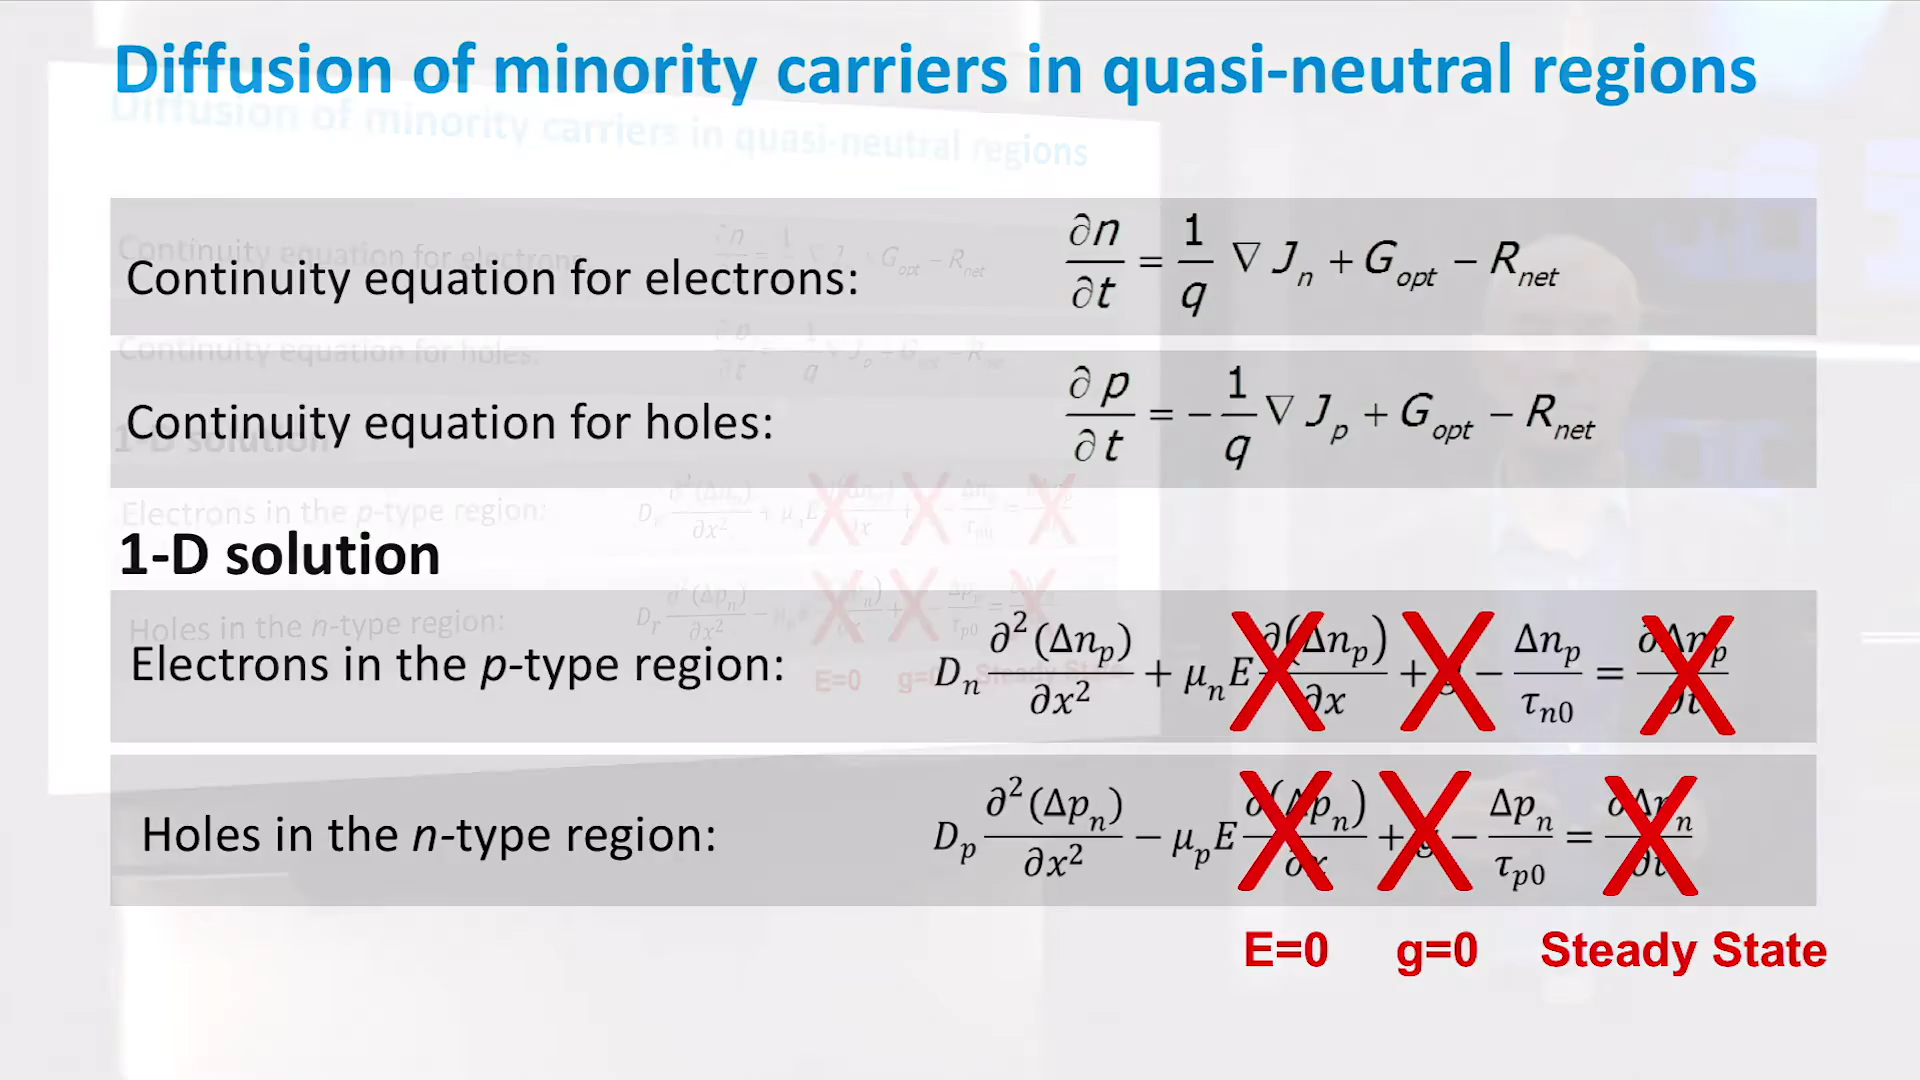 Diffusion of minority carriers in quasi-neutral regions
Continuity equation for electrons: ∂n/∂t = 1/q ∇ J_n + G_opt − R_net
Continuity equation for holes: ∂p/∂t = − 1/q ∇ J_p + G_opt − R_net
1-D solution
Electrons in the p-type region: D_n ∂²(Δn_p)/∂x² + μ_n E ∂(Δn_p)/∂x + g − Δn_p/τ_n0 = ∂Δn_p/∂t
Holes in the n-type region: D_p ∂²(Δp_n)/∂x² − μ_p E ∂(Δp_n)/∂x + g − Δp_n/τ_p0 = ∂Δp_n/∂t
E=0 g=0 Steady State